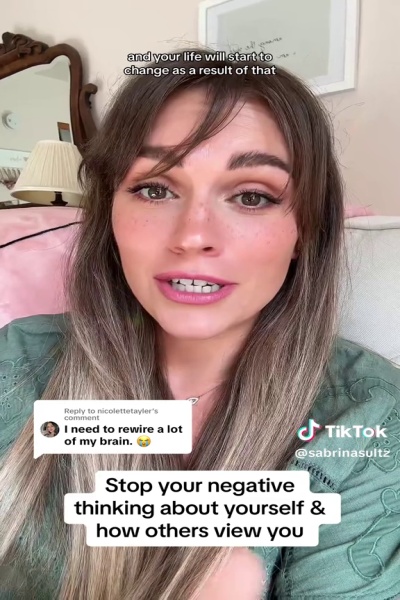 and your life will start to
change as a result of that
Reply to nicolettetayler's
comment
I need to rewire a lot
of my brain. 😭
TikTok
@sabrinasultz
Stop your negative
thinking about yourself &
how others view you